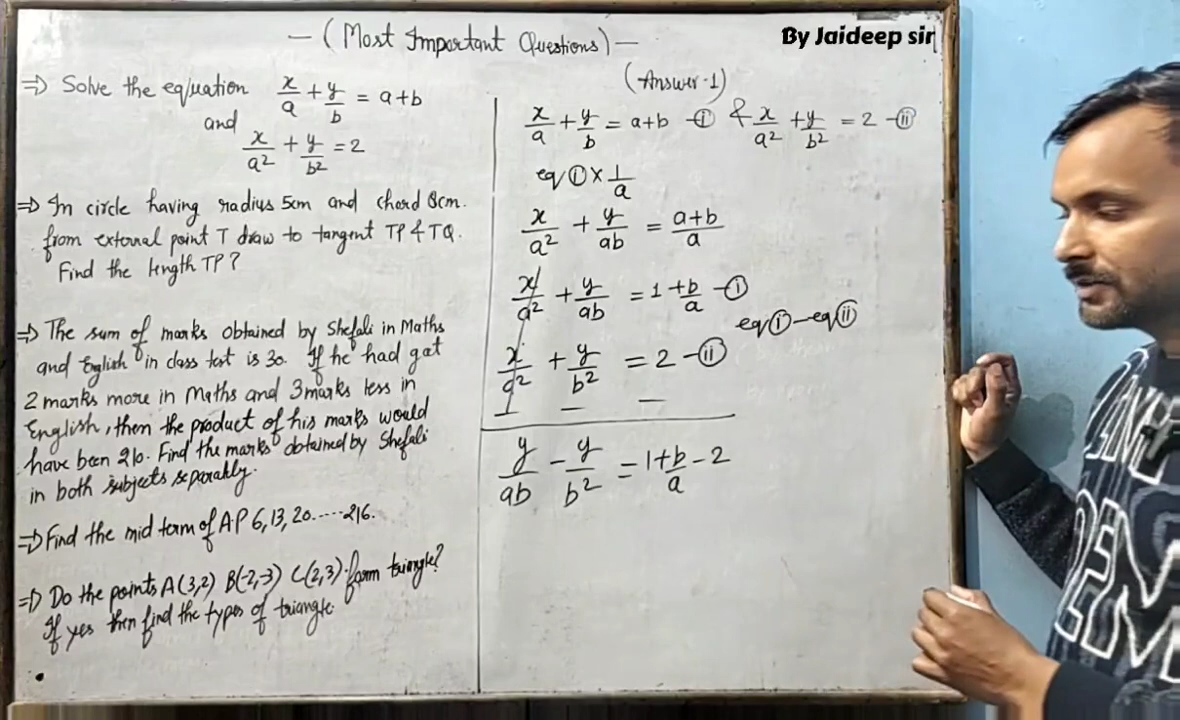 — (Most Important Questions) —
By Jaideep sir
⇒ Solve the equation x/a + y/b = a+b
and
x/a² + y/b² = 2
⇒ In circle having radius 5cm and chord 8cm.
from external point T draw to tangent TP & TQ.
Find the length TP?
⇒ The sum of marks obtained by Shefali in Maths
and English in class test is 30. If he had got
2 marks more in Maths and 3 marks less in
English, then the product of his marks would
have been 210. Find the marks obtained by Shefali
in both subjects separately.
⇒ Find the mid term of A.P 6, 13, 20.....216.
⇒ Do the points A(3,2) B(-2,-3) C(2,3) form triangle?
If yes then find the types of triangle.
(Answer-1)
x/a + y/b = a+b –ⓘ & x/a² + y/b² = 2 –ⓘⓘ
eq ⓘ × 1/a
x/a² + y/ab = a+b/a
x/a² + y/ab = 1 + b/a –ⓘ
eqⓘ – eqⓘⓘ
x/a² + y/b² = 2 –ⓘⓘ
– – –
y/ab – y/b² = 1 + b/a – 2